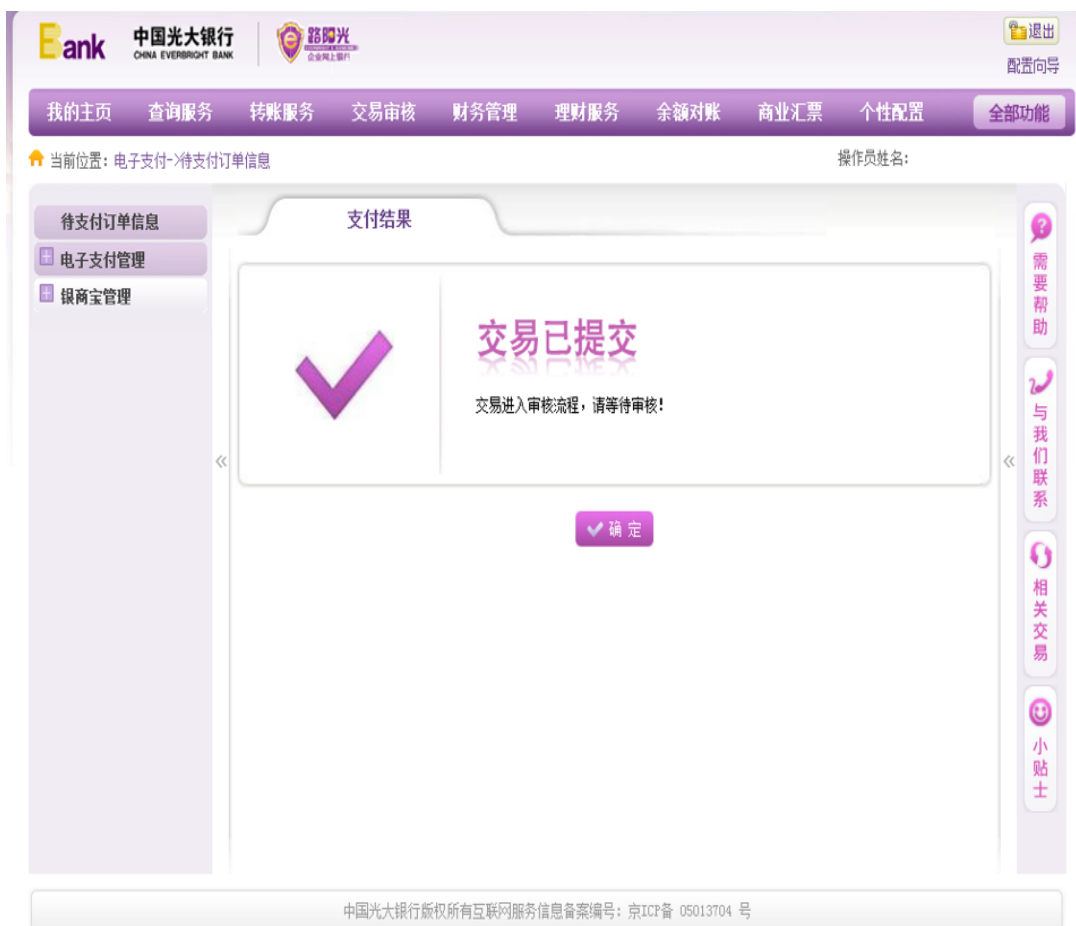 Bank
中国光大银行
CHINA EVERBRIGHT BANK
企业网上银行
退出
配置向导
我的主页 查询服务 转账服务 交易审核 财务管理 理财服务 余额对账 商业汇票 个性配置 全部功能
当前位置：电子支付->待支付订单信息
操作员姓名：
待支付订单信息
电子支付管理
银商宝管理
支付结果
交易已提交
交易进入审核流程，请等待审核！
确 定
需要帮助
与我们联系
相关交易
小贴士
中国光大银行版权所有互联网服务信息备案编号：京ICP备 05013704 号